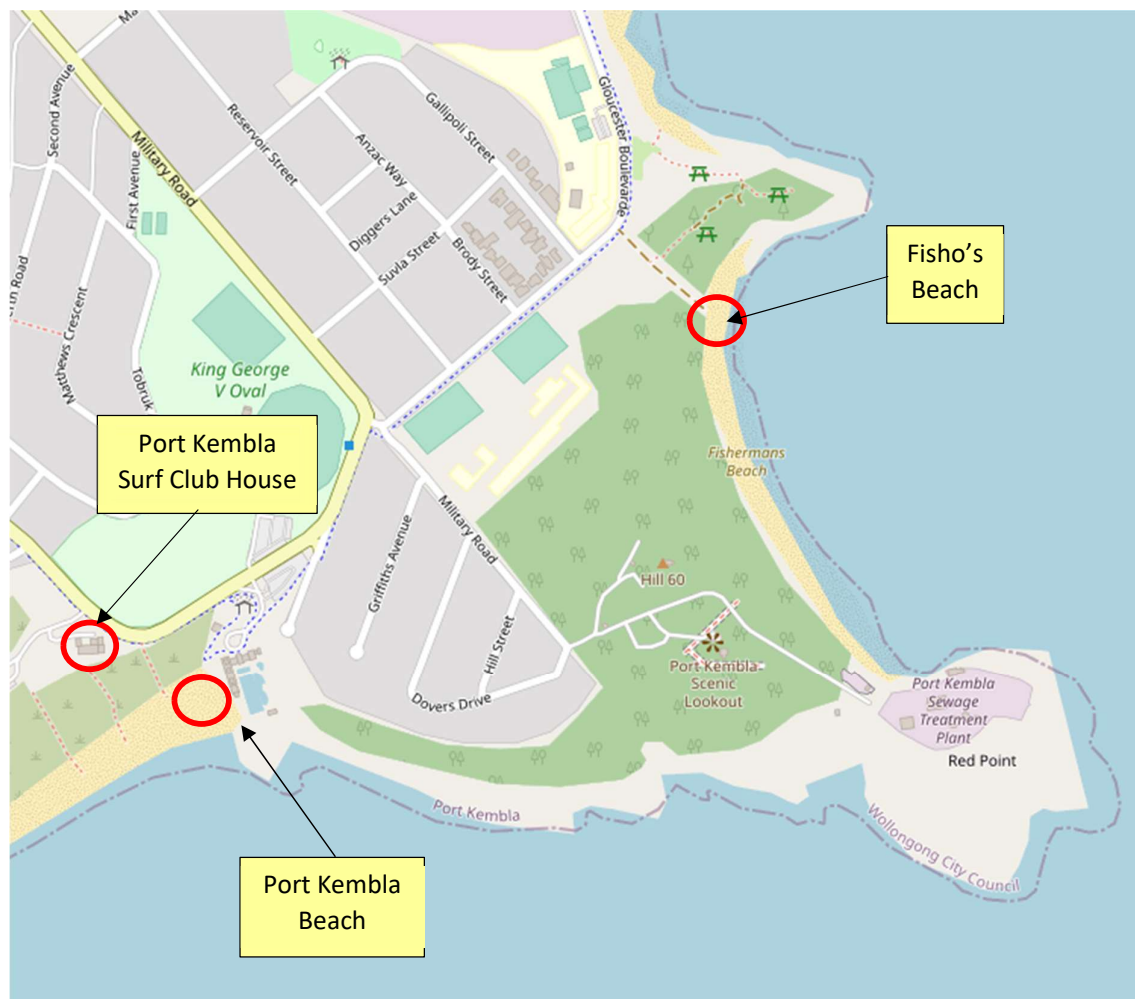 Ma
Second Avenue
First Avenue
Military Road
Reservoir Street
Gallipoli Street
Anzac Way
Diggers Lane
Suvla Street
Brody Street
Gloucester Boulevarde
Fisho’s
Beach
Matthews Crescent
Tobruk
King George
V Oval
Port Kembla
Surf Club House
Fishermans
Beach
Military Road
Griffiths Avenue
Hill Street
Dovers Drive
Hill 60
Port Kembla
Scenic
Lookout
Port Kembla
Sewage
Treatment
Plant
Red Point
Port Kembla
Wollongong City Council
Port Kembla
Beach